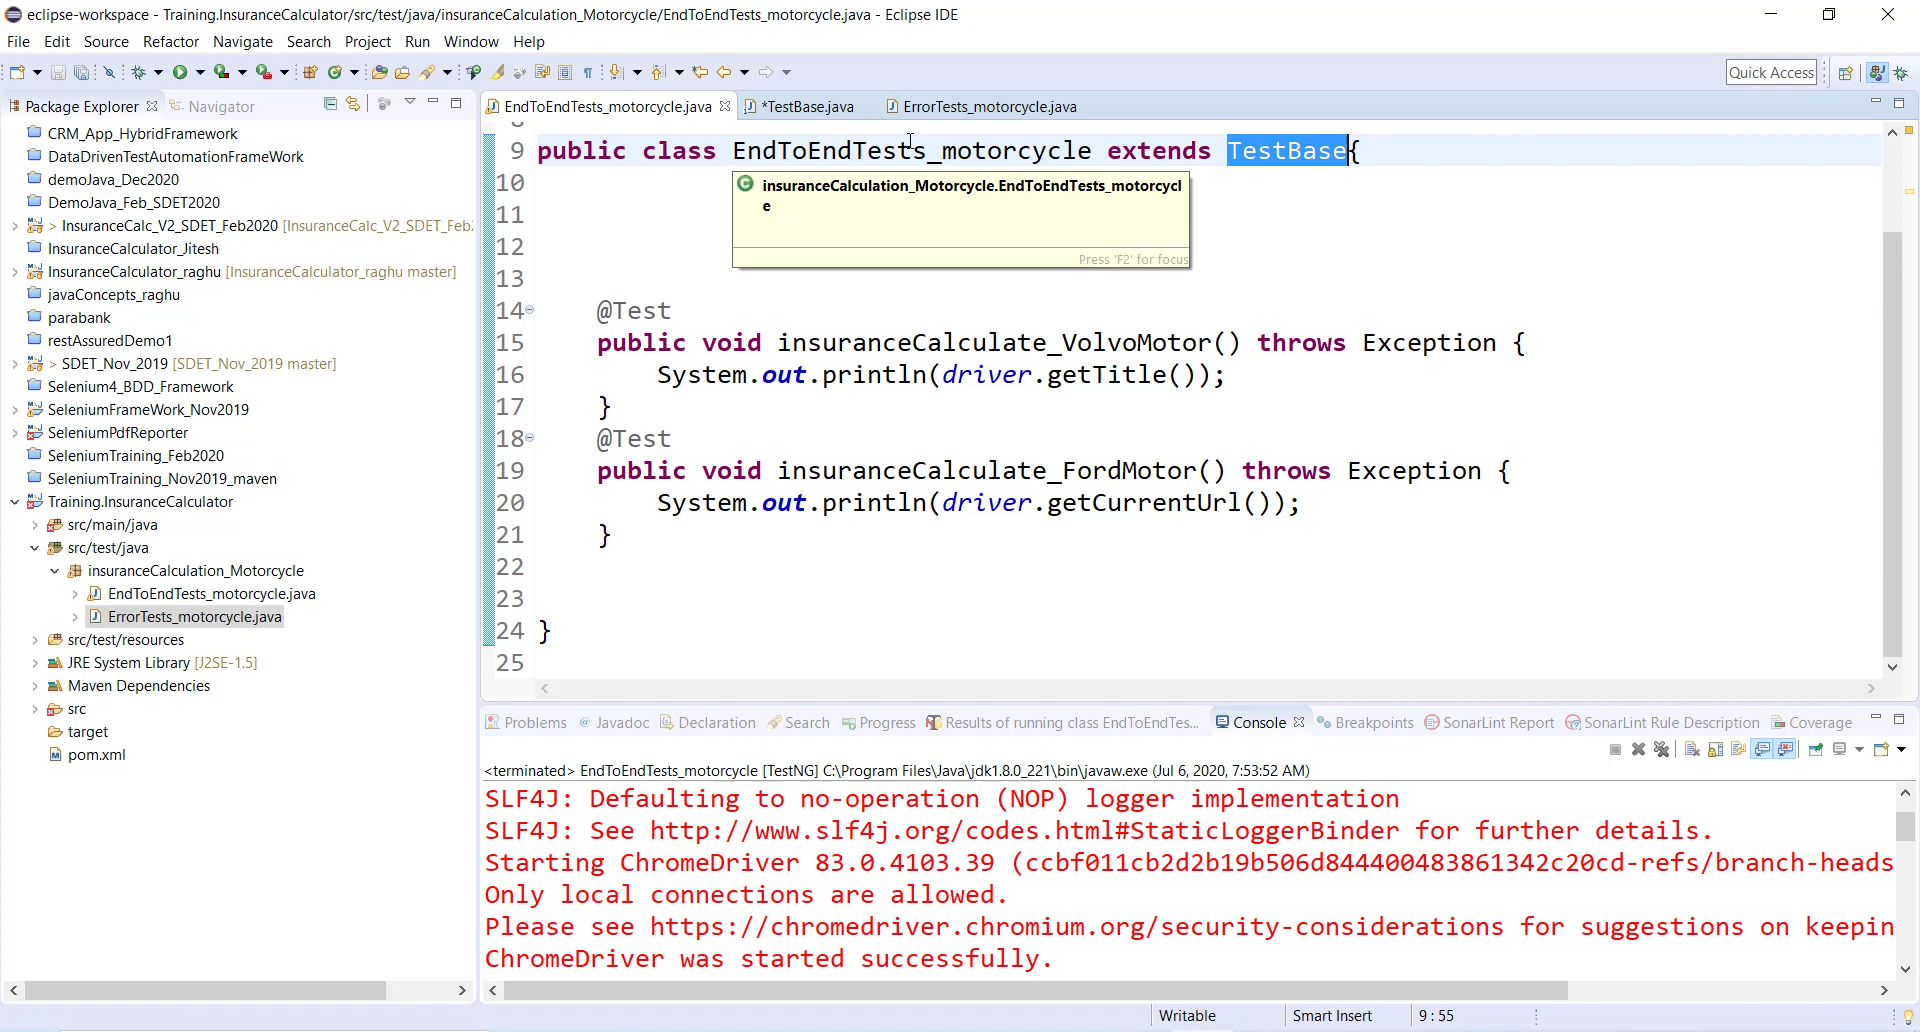 eclipse-workspace - Training.InsuranceCalculator/src/test/java/insuranceCalculation_Motorcycle/EndToEndTests_motorcycle.java - Eclipse IDE
File Edit Source Refactor Navigate Search Project Run Window Help
Quick Access
Package Explorer Navigator
CRM_App_HybridFramework
DataDrivenTestAutomationFrameWork
demoJava_Dec2020
DemoJava_Feb_SDET2020
> InsuranceCalc_V2_SDET_Feb2020 [InsuranceCalc_V2_SDET_Feb
InsuranceCalculator_Jitesh
InsuranceCalculator_raghu [InsuranceCalculator_raghu master]
javaConcepts_raghu
parabank
restAssuredDemo1
> SDET_Nov_2019 [SDET_Nov_2019 master]
Selenium4_BDD_Framework
SeleniumFrameWork_Nov2019
SeleniumPdfReporter
SeleniumTraining_Feb2020
SeleniumTraining_Nov2019_maven
Training.InsuranceCalculator
src/main/java
src/test/java
insuranceCalculation_Motorcycle
EndToEndTests_motorcycle.java
ErrorTests_motorcycle.java
src/test/resources
JRE System Library [J2SE-1.5]
Maven Dependencies
src
target
pom.xml
EndToEndTests_motorcycle.java *TestBase.java ErrorTests_motorcycle.java
9 public class EndToEndTests_motorcycle extends TestBase{
insuranceCalculation_Motorcycle.EndToEndTests_motorcycl
e
Press 'F2' for focus
10
11
12
13
14 @Test
15 public void insuranceCalculate_VolvoMotor() throws Exception {
16 System.out.println(driver.getTitle());
17 }
18 @Test
19 public void insuranceCalculate_FordMotor() throws Exception {
20 System.out.println(driver.getCurrentUrl());
21 }
22
23
24 }
25
Problems @ Javadoc Declaration Search Progress Results of running class EndToEndTes... Console Breakpoints SonarLint Report SonarLint Rule Description Coverage
<terminated> EndToEndTests_motorcycle [TestNG] C:\Program Files\Java\jdk1.8.0_221\bin\javaw.exe (Jul 6, 2020, 7:53:52 AM)
SLF4J: Defaulting to no-operation (NOP) logger implementation
SLF4J: See http://www.slf4j.org/codes.html#StaticLoggerBinder for further details.
Starting ChromeDriver 83.0.4103.39 (ccbf011cb2d2b19b506d844400483861342c20cd-refs/branch-heads
Only local connections are allowed.
Please see https://chromedriver.chromium.org/security-considerations for suggestions on keepin
ChromeDriver was started successfully.
Writable Smart Insert 9 : 55